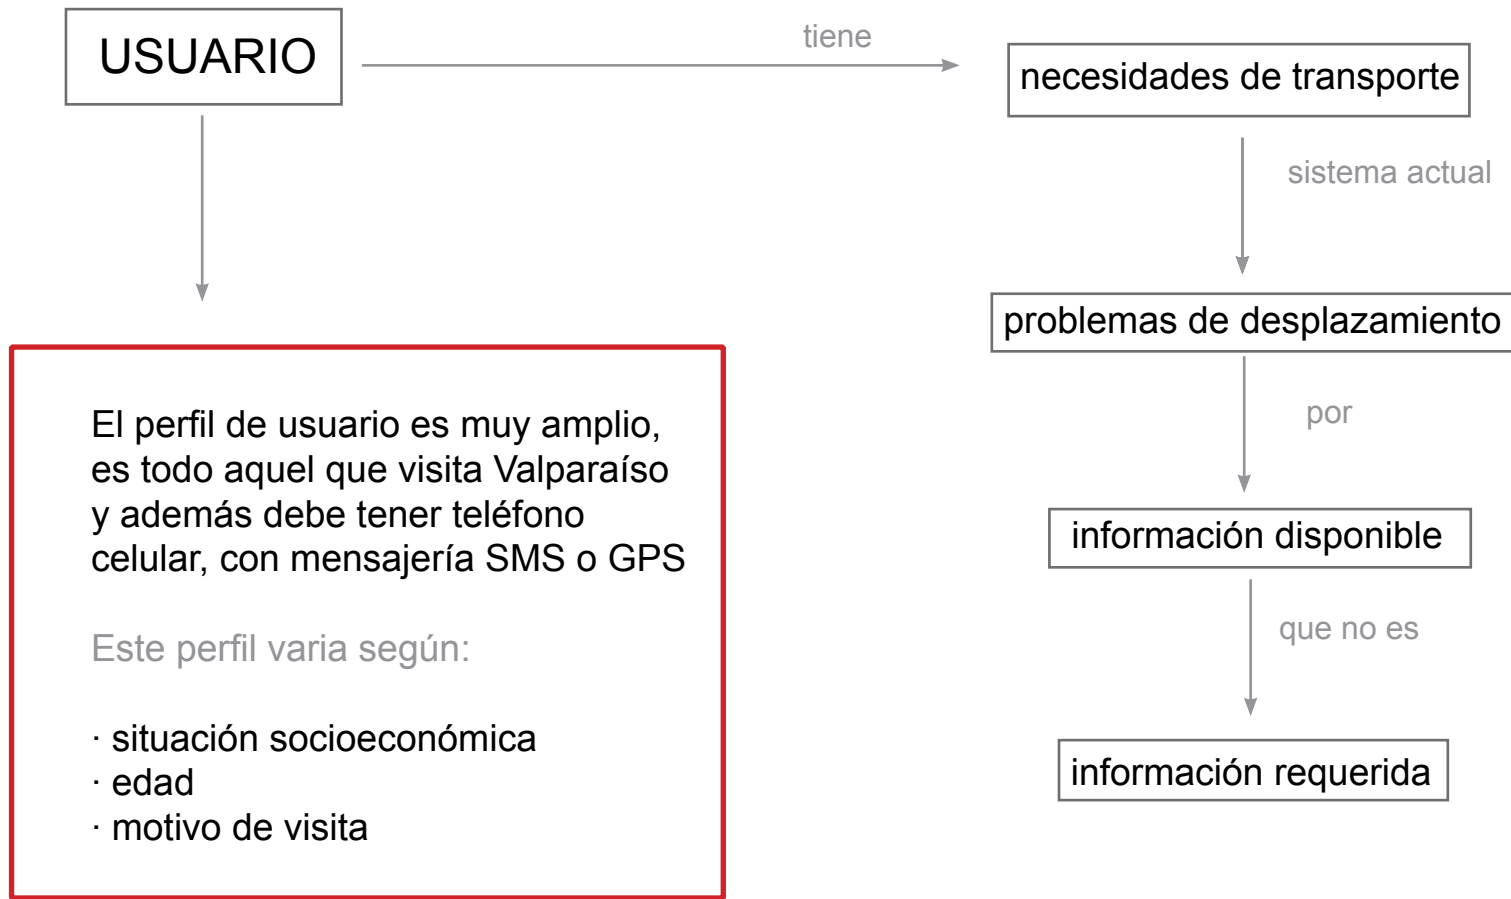 USUARIO
tiene
necesidades de transporte
sistema actual
problemas de desplazamiento
por
información disponible
que no es
información requerida
El perfil de usuario es muy amplio,
es todo aquel que visita Valparaíso
y además debe tener teléfono
celular, con mensajería SMS o GPS
Este perfil varia según:
· situación socioeconómica
· edad
· motivo de visita